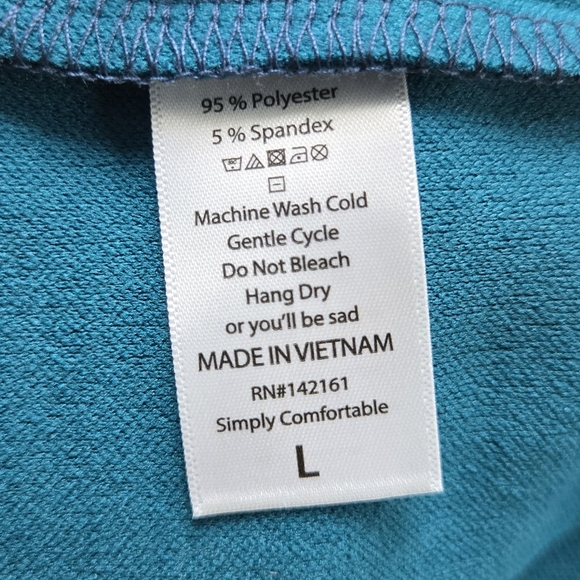 95 % Polyester
5 % Spandex
Machine Wash Cold
Gentle Cycle
Do Not Bleach
Hang Dry
or you'll be sad
MADE IN VIETNAM
RN#142161
Simply Comfortable
L